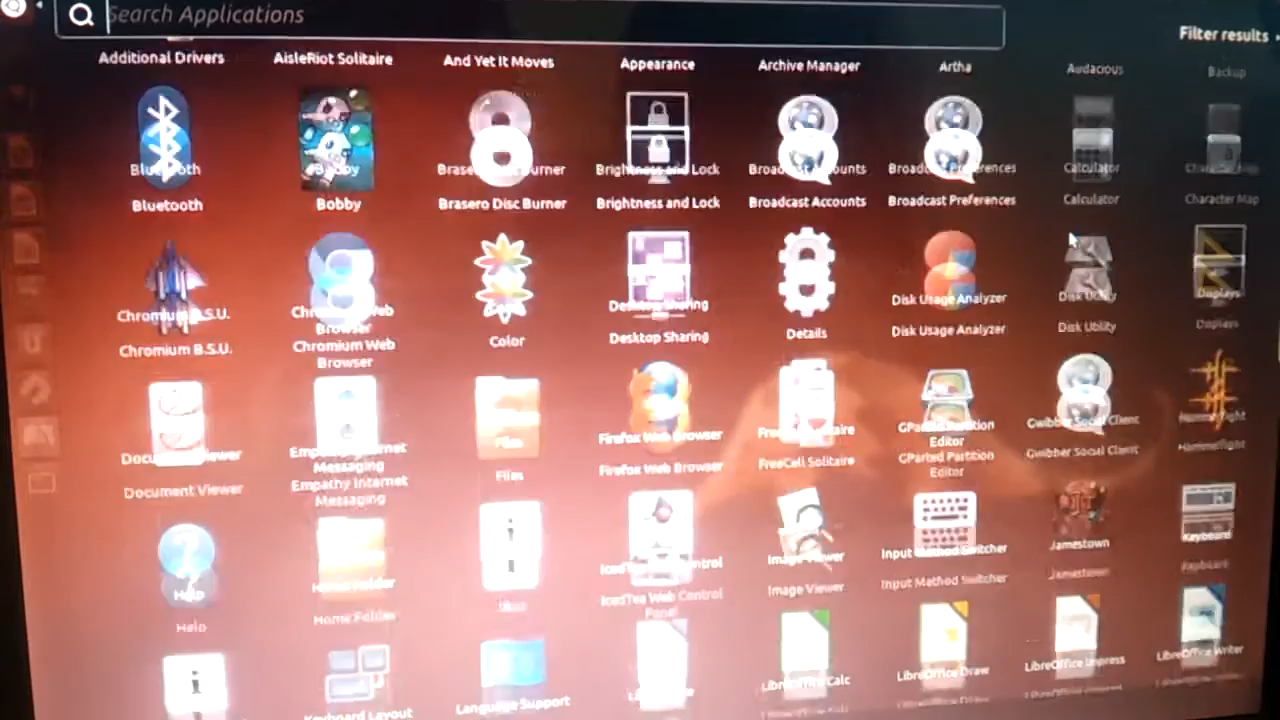 Search Applications
Filter results
Additional Drivers
AisleRiot Solitaire
And Yet It Moves
Appearance
Archive Manager
Artha
Audacious
Backup
Bluetooth
Bobby
Brasero Disc Burner
Brightness and Lock
Broadcast Accounts
Broadcast Preferences
Calculator
Character Map
Bluetooth
Bobby
Brasero Disc Burner
Brightness and Lock
Broadcast Accounts
Broadcast Preferences
Calculator
Character Map
Chromium B.S.U.
Chromium Web
Browser
Desktop Sharing
Disk Usage Analyzer
Disk Utility
Displays
Chromium B.S.U.
Chromium Web
Browser
Color
Desktop Sharing
Details
Disk Usage Analyzer
Disk Utility
Displays
Document Viewer
Empathy Internet
Messaging
Files
Firefox Web Browser
FreeCell Solitaire
GParted Partition
Editor
Gwibber Social Client
Hammerfight
Document Viewer
Empathy Internet
Messaging
Files
Firefox Web Browser
FreeCell Solitaire
GParted Partition
Editor
Gwibber Social Client
Hammerfight
Help
Home Folder
IcedTea Web Control
Image Viewer
Input Method Switcher
Jamestown
Keyboard
Help
Home Folder
IcedTea Web Control
Panel
Image Viewer
Input Method Switcher
Jamestown
Keyboard
Keyboard Layout
Language Support
LibreOffice Calc
LibreOffice Draw
LibreOffice Impress
LibreOffice Writer